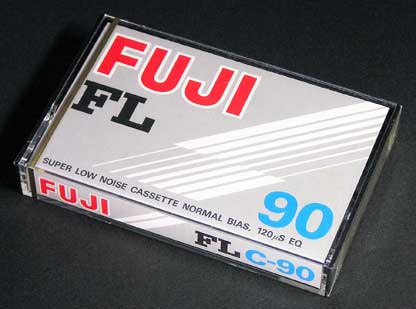 FUJI
FL
SUPER LOW NOISE CASSETTE NORMAL BIAS, 120μS EQ
90
FUJI
FL C-90